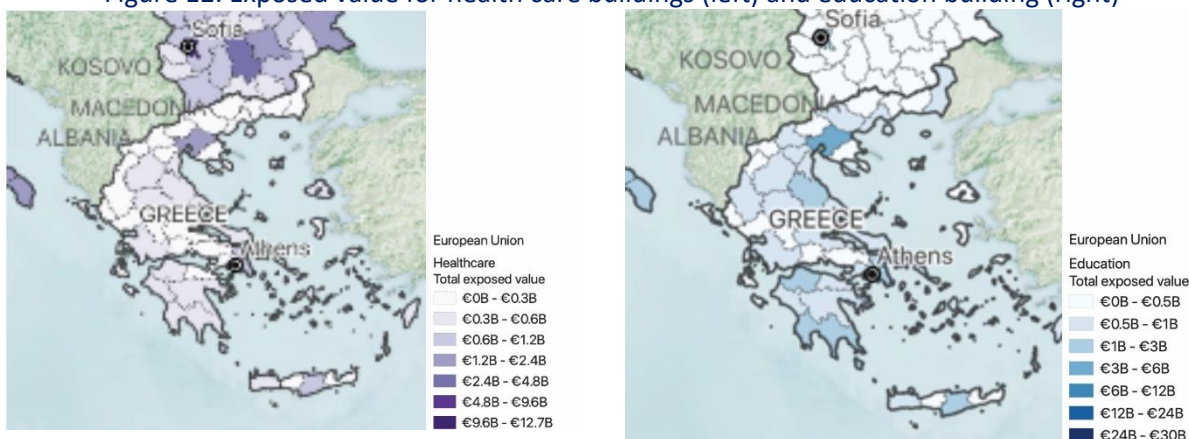 Figure 12: Exposed value for health care buildings (left) and education building (right)
Sofia
KOSOVO
MACEDONIA
ALBANIA
GREECE
Athens
European Union
Healthcare
Total exposed value
€0B - €0.3B
€0.3B - €0.6B
€0.6B - €1.2B
€1.2B - €2.4B
€2.4B - €4.8B
€4.8B - €9.6B
€9.6B - €12.7B
Sofia
KOSOVO
MACEDONIA
ALBANIA
GREECE
Athens
European Union
Education
Total exposed value
€0B - €0.5B
€0.5B - €1B
€1B - €3B
€3B - €6B
€6B - €12B
€12B - €24B
€24B - €30B